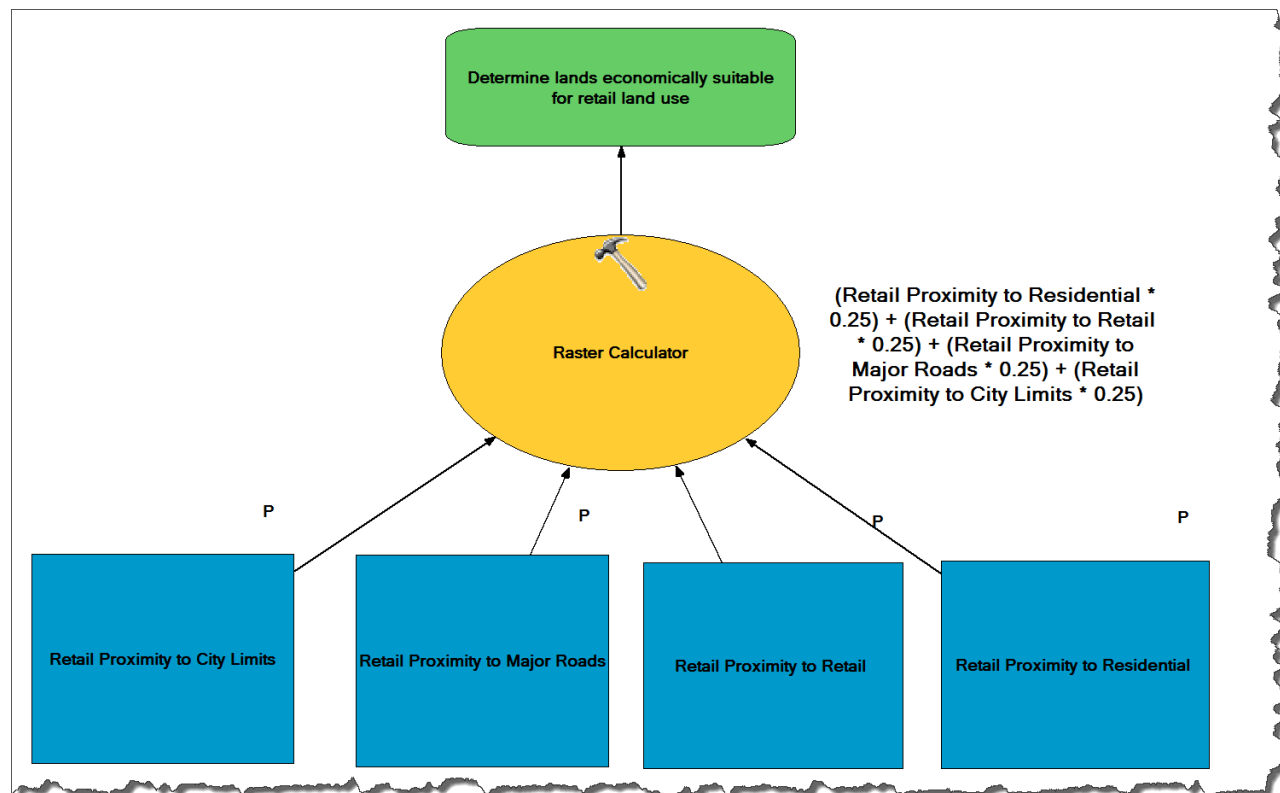 Determine lands economically suitable
for retail land use
Raster Calculator
(Retail Proximity to Residential *
0.25) + (Retail Proximity to Retail
* 0.25) + (Retail Proximity to
Major Roads * 0.25) + (Retail
Proximity to City Limits * 0.25)
P
P
P
P
Retail Proximity to City Limits
Retail Proximity to Major Roads
Retail Proximity to Retail
Retail Proximity to Residential